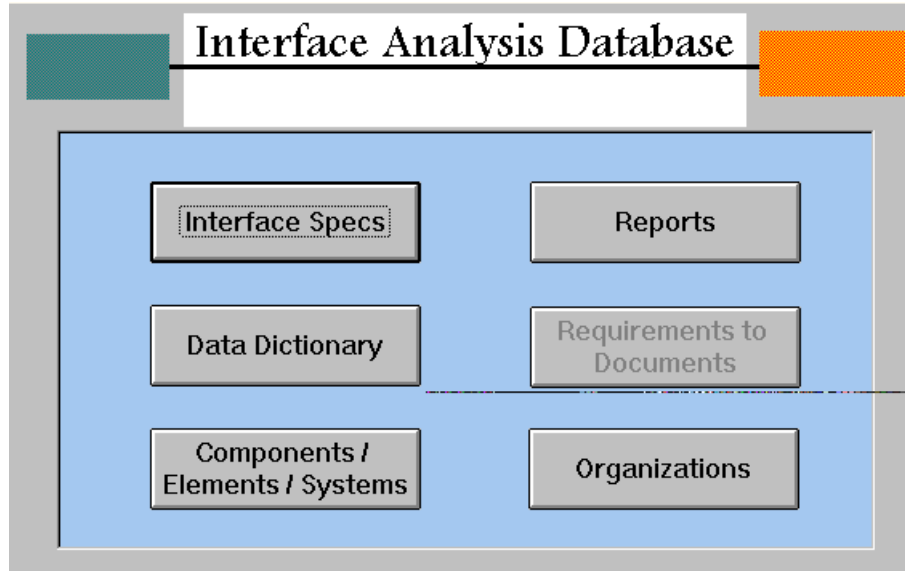 Interface Analysis Database
Interface Specs
Reports
Data Dictionary
Requirements to
Documents
Components /
Elements / Systems
Organizations